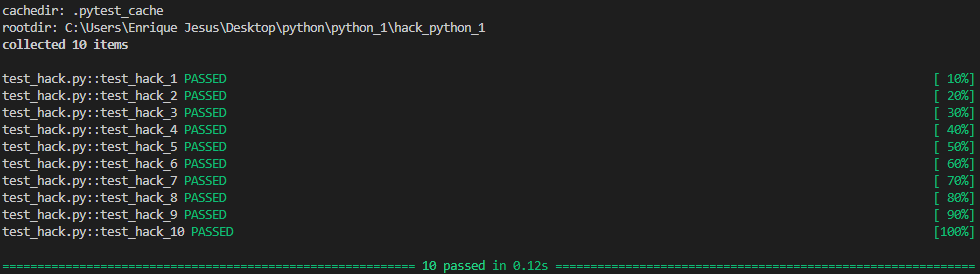 cachedir: .pytest_cache
rootdir: C:\Users\Enrique Jesus\Desktop\python\python_1\hack_python_1
collected 10 items
test_hack.py::test_hack_1 PASSED [ 10%]
test_hack.py::test_hack_2 PASSED [ 20%]
test_hack.py::test_hack_3 PASSED [ 30%]
test_hack.py::test_hack_4 PASSED [ 40%]
test_hack.py::test_hack_5 PASSED [ 50%]
test_hack.py::test_hack_6 PASSED [ 60%]
test_hack.py::test_hack_7 PASSED [ 70%]
test_hack.py::test_hack_8 PASSED [ 80%]
test_hack.py::test_hack_9 PASSED [ 90%]
test_hack.py::test_hack_10 PASSED [100%]
=========================================================== 10 passed in 0.12s ============================================================